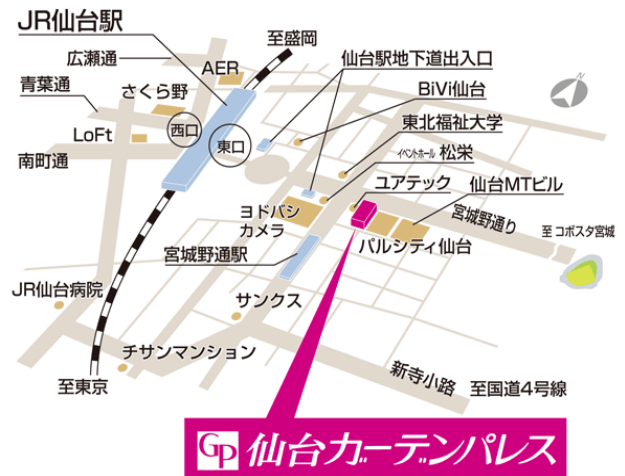 JR仙台駅
至盛岡
広瀬通
AER
仙台駅地下道出入口
青葉通
さくら野
BiVi仙台
LoFt
西口
東口
東北福祉大学
イベントホール 松栄
南町通
ユアテック
仙台MTビル
ヨドバシ
カメラ
宮城野通り
至 コボスタ宮城
宮城野通駅
パルシティ仙台
JR仙台病院
サンクス
チサンマンション
新寺小路
至国道4号線
至東京
GP 仙台ガーデンパレス